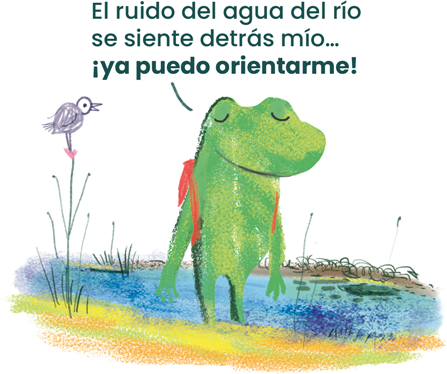 El ruido del agua del río
se siente detrás mío...
¡ya puedo orientarme!